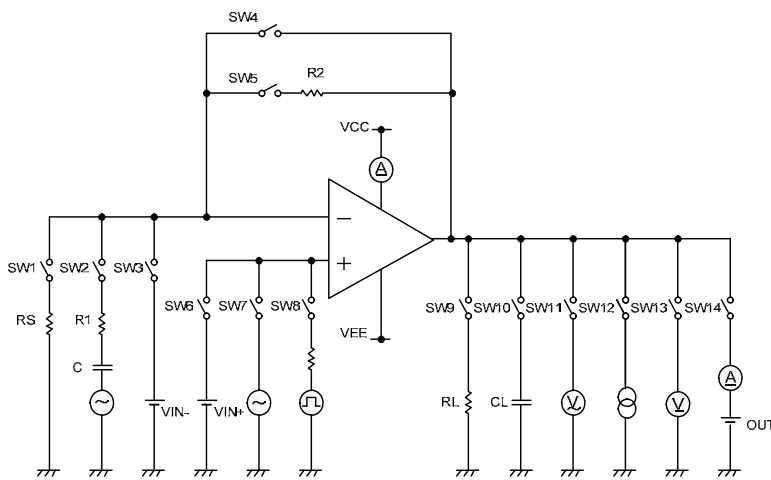 SW4
SW5
R2
VCC
A
SW1
SW2
SW3
SW6
SW7
SW8
SW9
SW10
SW11
SW12
SW13
SW14
RS
R1
C
VEE
VIN-
VIN+
RL
CL
V
V
A
OUT